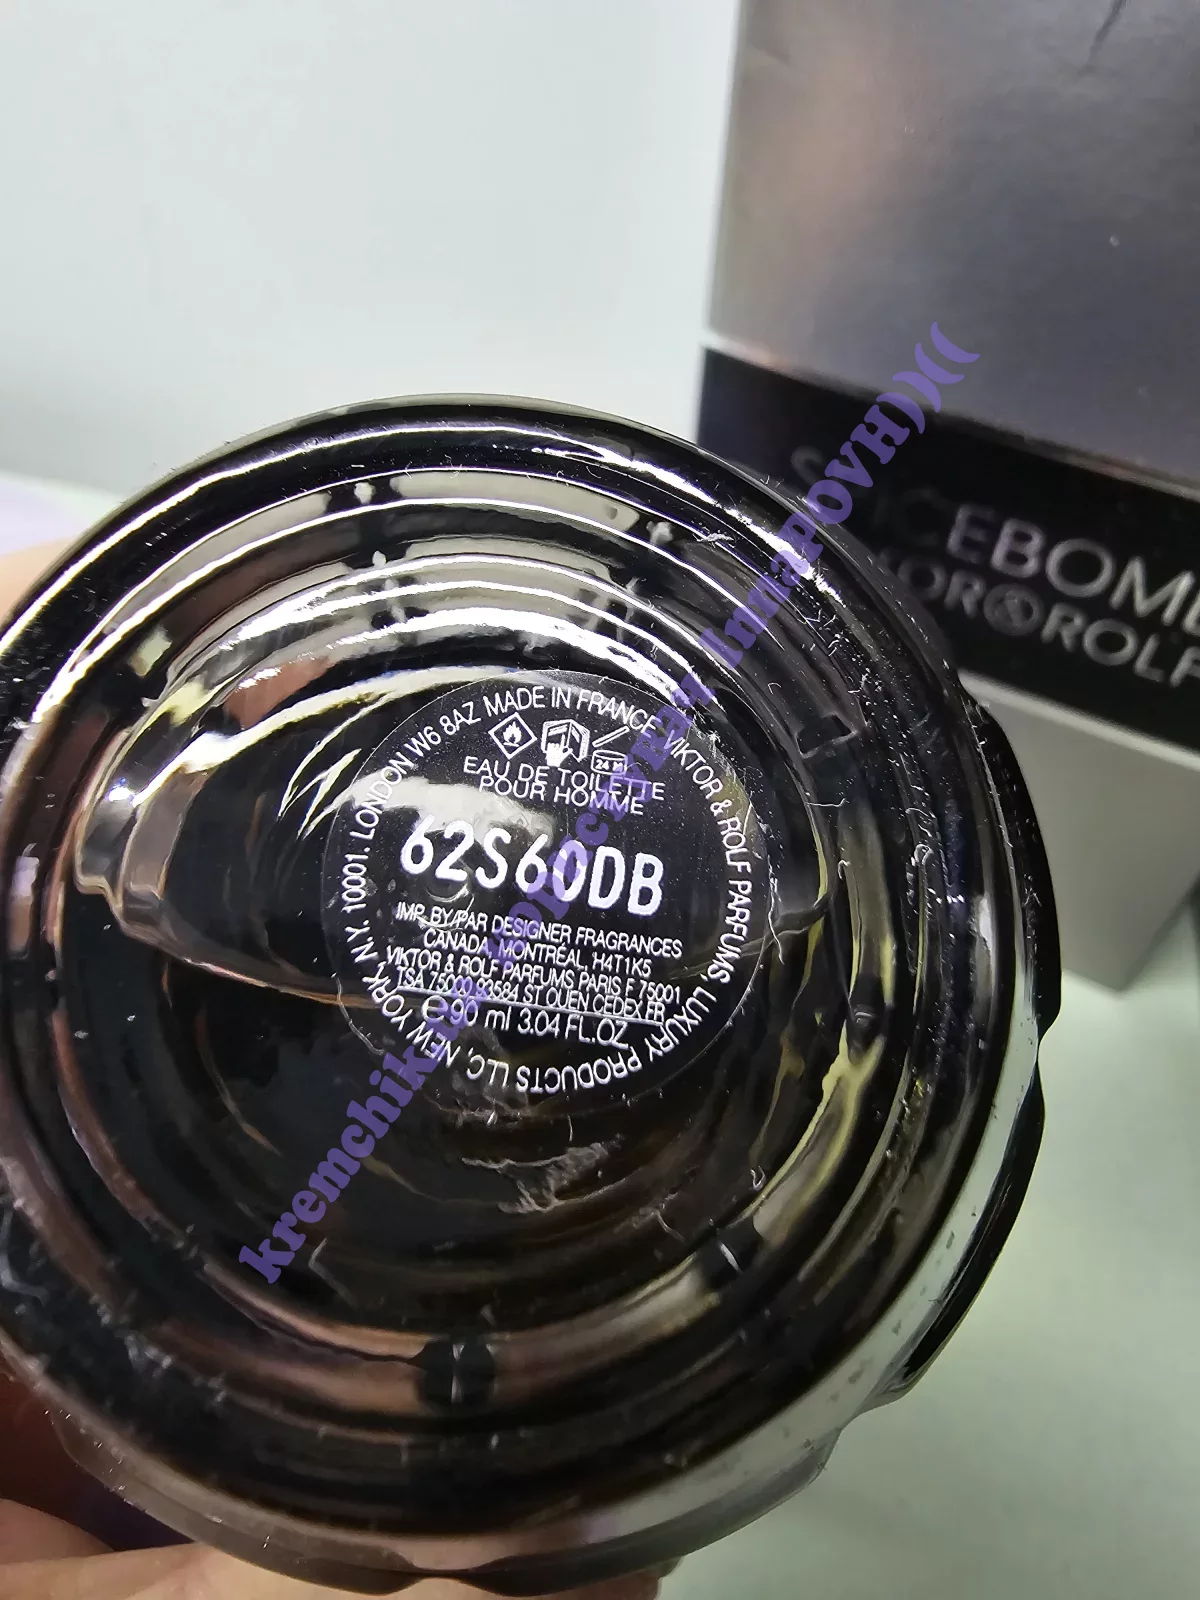 SPICEBOMB
VIKTOR&ROLF
MADE IN FRANCE. VIKTOR & ROLF PARFUMS, LUXURY PRODUCTS LLC, NEW YORK, N.Y. 10001. LONDON W6 8AZ
24 M
EAU DE TOILETTE
POUR HOMME
62S60DB
IMP. BY/PAR DESIGNER FRAGRANCES
CANADA, MONTRÉAL, H4T1K5
VIKTOR & ROLF PARFUMS PARIS F 75001
TSA 75000 93584 ST OUEN CEDEX FR
e 90 ml 3.04 FL.OZ.
InnaPovH)))((